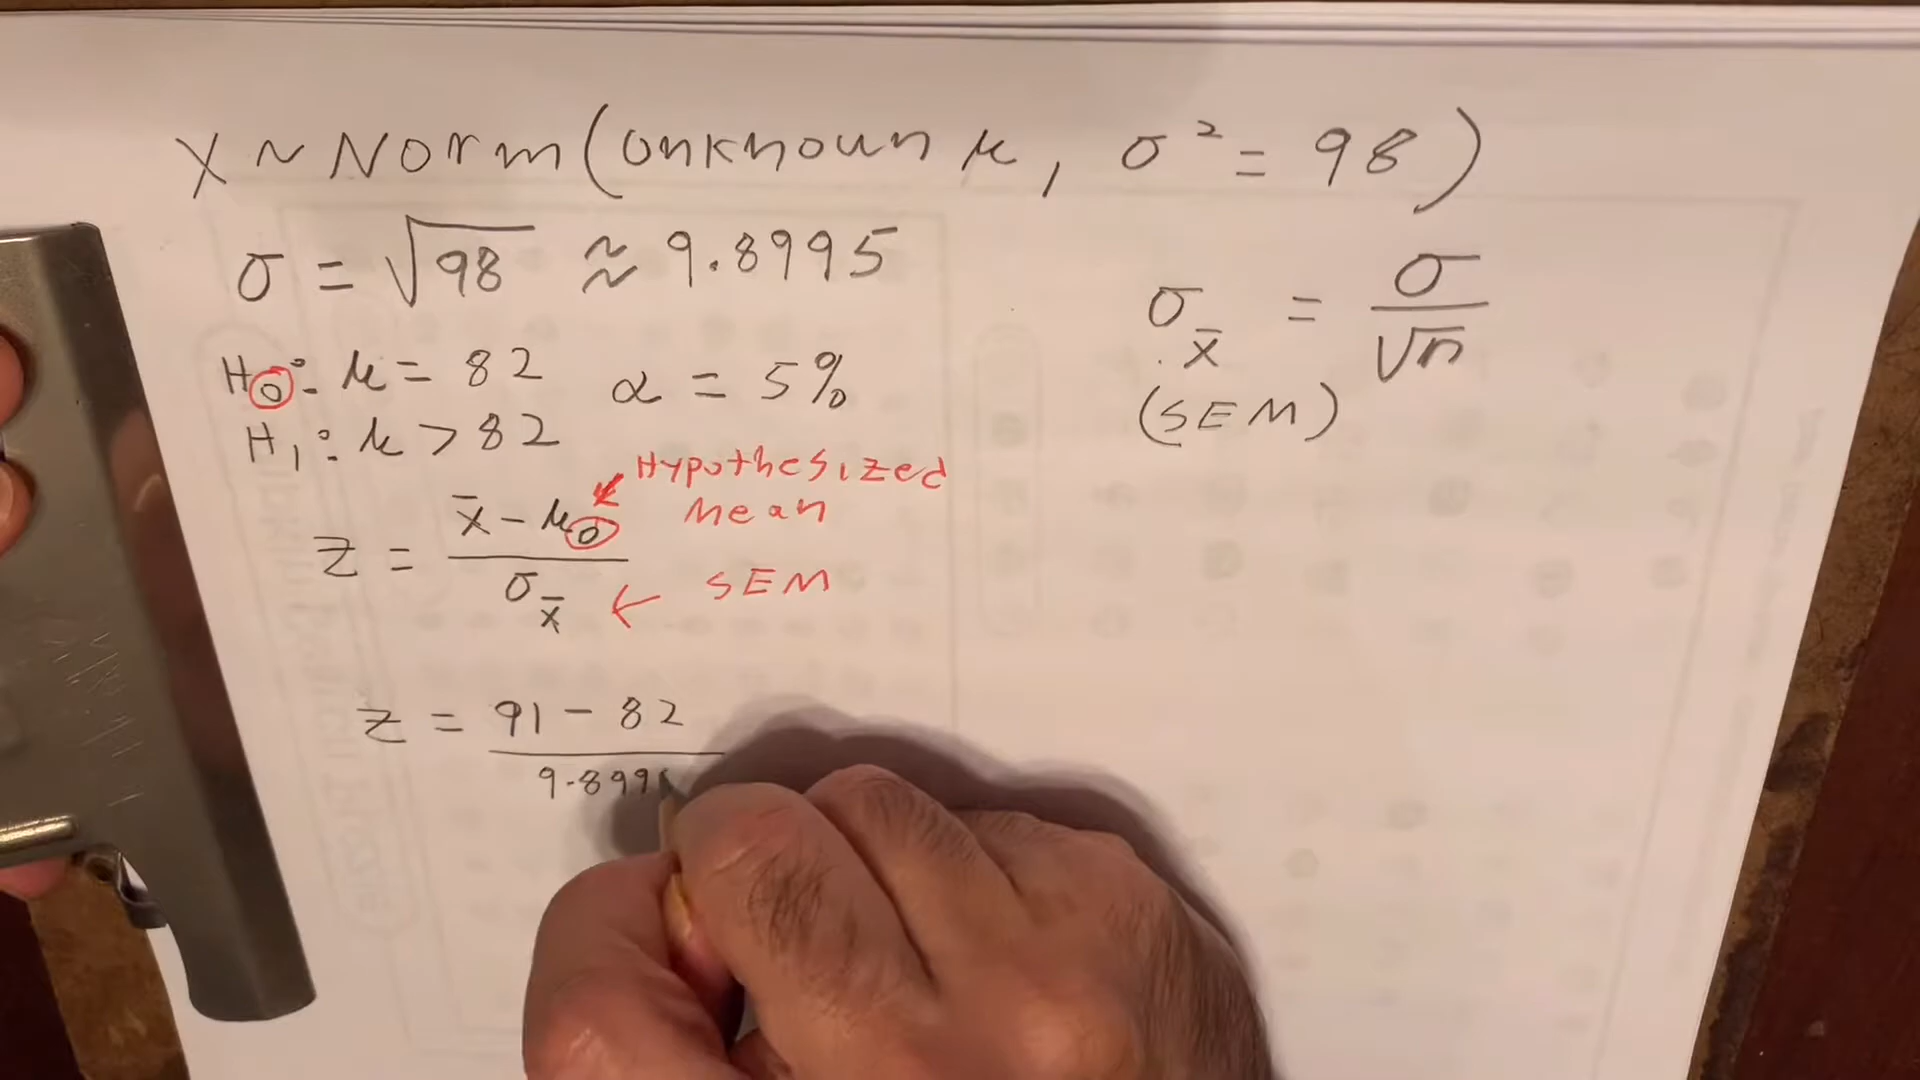 X ~ Norm(unknown μ, σ² = 98)
σ = √98 ≈ 9.8995
σx̄ = σ/√n
(SEM)
H0: μ = 82
α = 5%
H1: μ > 82
Hypothesized
Mean
z = (x̄ - μ0)/σx̄
← SEM
z = 91 - 82
9.899